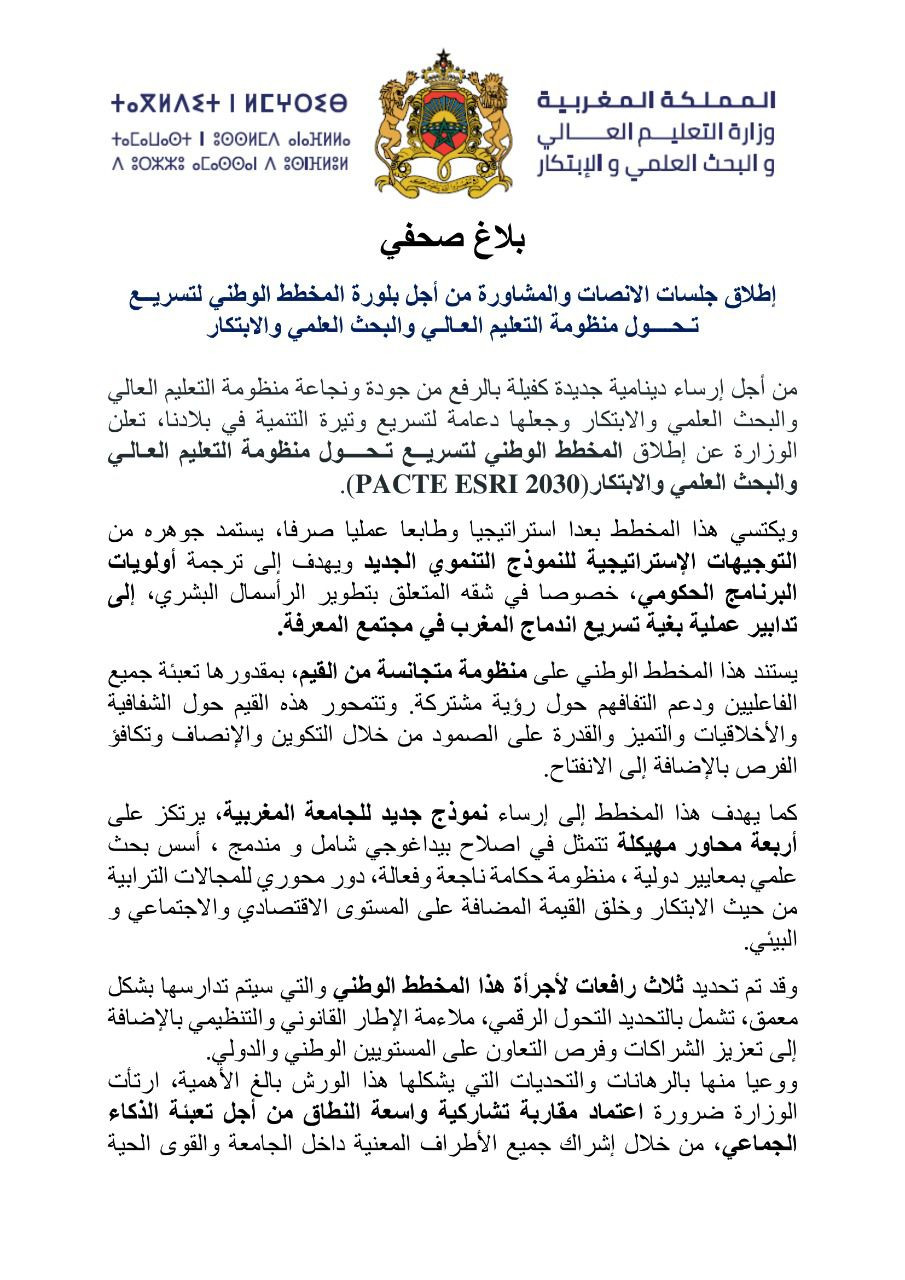 ⵜⴰⴳⵍⴷⵉⵜ ⵏ ⵍⵎⵖⵔⵉⴱ
ⵜⴰⵎⴰⵡⴰⵙⵜ ⵏ ⵓⵙⵙⵍⵎⴷ ⴰⵏⴰⴼⵍⵍⴰ
ⴷ ⵓⵔⵣⵣⵓ ⴰⵎⴰⵙⵙⴰⵏ ⴷ ⵓⵙⵏⴼⵍⵓⵍ
المملكة المغربية
وزارة التعليم العالي
و البحث العلمي و الإبتكار
بلاغ صحفي
إطلاق جلسات الانصات والمشاورة من أجل بلورة المخطط الوطني لتسريــع
تـحــــول منظومة التعليم العـالـي والبحث العلمي والابتكار
من أجل إرساء دينامية جديدة كفيلة بالرفع من جودة ونجاعة منظومة التعليم العالي
والبحث العلمي والابتكار وجعلها دعامة لتسريع وتيرة التنمية في بلادنا، تعلن
الوزارة عن إطلاق المخطط الوطني لتسريــع تـحــــول منظومة التعليم العـالـي
والبحث العلمي والابتكار(PACTE ESRI 2030).
ويكتسي هذا المخطط بعدا استراتيجيا وطابعا عمليا صرفا، يستمد جوهره من
التوجيهات الإستراتيجية للنموذج التنموي الجديد ويهدف إلى ترجمة أولويات
البرنامج الحكومي، خصوصا في شقه المتعلق بتطوير الرأسمال البشري، إلى
تدابير عملية بغية تسريع اندماج المغرب في مجتمع المعرفة.
يستند هذا المخطط الوطني على منظومة متجانسة من القيم، بمقدورها تعبئة جميع
الفاعليين ودعم التفافهم حول رؤية مشتركة. وتتمحور هذه القيم حول الشفافية
والأخلاقيات والتميز والقدرة على الصمود من خلال التكوين والإنصاف وتكافؤ
الفرص بالإضافة إلى الانفتاح.
كما يهدف هذا المخطط إلى إرساء نموذج جديد للجامعة المغربية، يرتكز على
أربعة محاور مهيكلة تتمثل في اصلاح بيداغوجي شامل و مندمج ، أسس بحث
علمي بمعايير دولية ، منظومة حكامة ناجعة وفعالة، دور محوري للمجالات الترابية
من حيث الابتكار وخلق القيمة المضافة على المستوى الاقتصادي والاجتماعي و
البيئي.
وقد تم تحديد ثلاث رافعات لأجرأة هذا المخطط الوطني والتي سيتم تدارسها بشكل
معمق، تشمل بالتحديد التحول الرقمي، ملاءمة الإطار القانوني والتنظيمي بالإضافة
إلى تعزيز الشراكات وفرص التعاون على المستويين الوطني والدولي.
ووعيا منها بالرهانات والتحديات التي يشكلها هذا الورش بالغ الأهمية، ارتأت
الوزارة ضرورة اعتماد مقاربة تشاركية واسعة النطاق من أجل تعبئة الذكاء
الجماعي، من خلال إشراك جميع الأطراف المعنية داخل الجامعة والقوى الحية